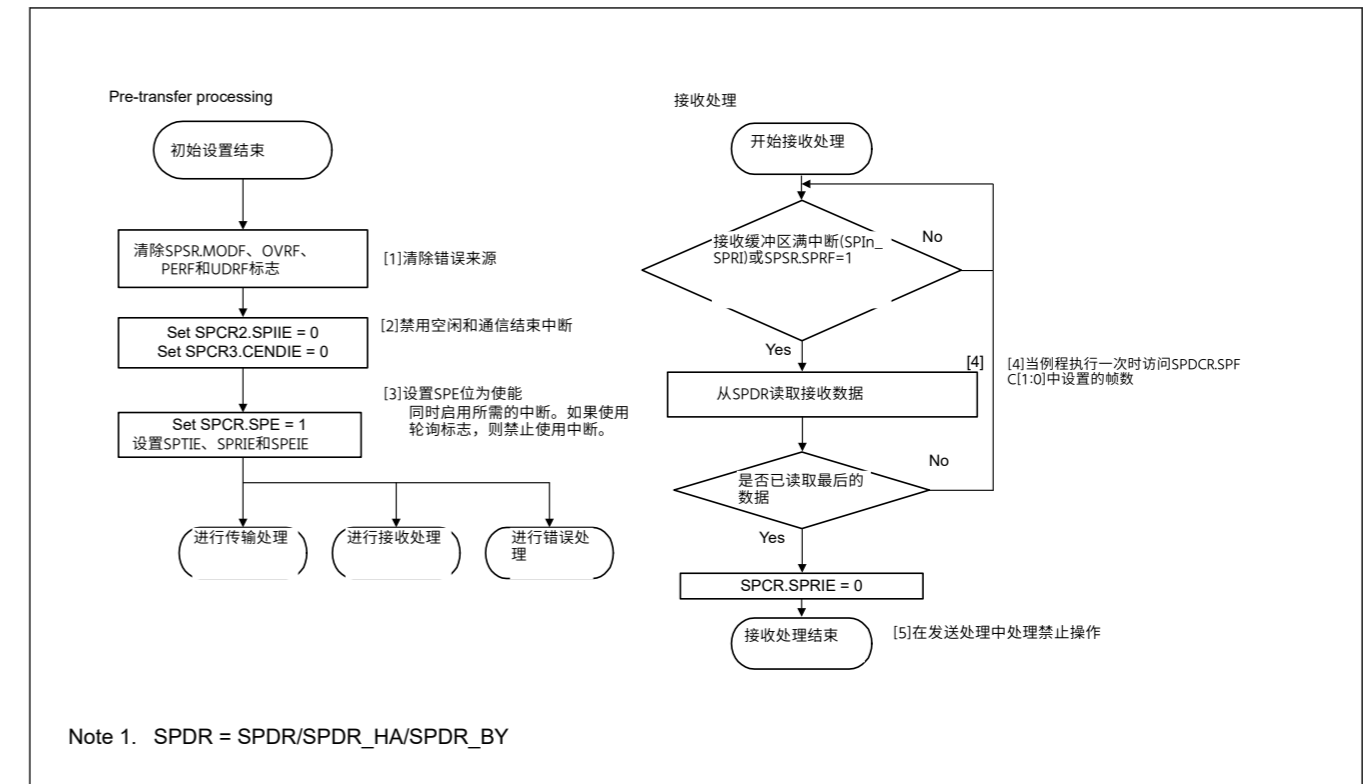 Pre-transfer processing
初始设置结束
清除SPSR.MODF、OVRF、
PERF和UDRF标志
[1]清除错误来源
Set SPCR2.SPIIE = 0
Set SPCR3.CENDIE = 0
[2]禁用空闲和通信结束中断
[3]设置SPE位为使能
同时启用所需的中断。如果使用
轮询标志，则禁止使用中断。
Set SPCR.SPE = 1
设置SPTIE、SPRIE和SPEIE
进行传输处理
进行接收处理
进行错误处
理
接收处理
开始接收处理
接收缓冲区满中断(SPIn_
SPRI)或SPSR.SPRF=1
No
Yes
[4]
从SPDR读取接收数据
[4]当例程执行一次时访问SPDCR.SPF
C[1:0]中设置的帧数
是否已读取最后的
数据
No
Yes
SPCR.SPRIE = 0
接收处理结束
[5]在发送处理中处理禁止操作
Note 1. SPDR = SPDR/SPDR_HA/SPDR_BY